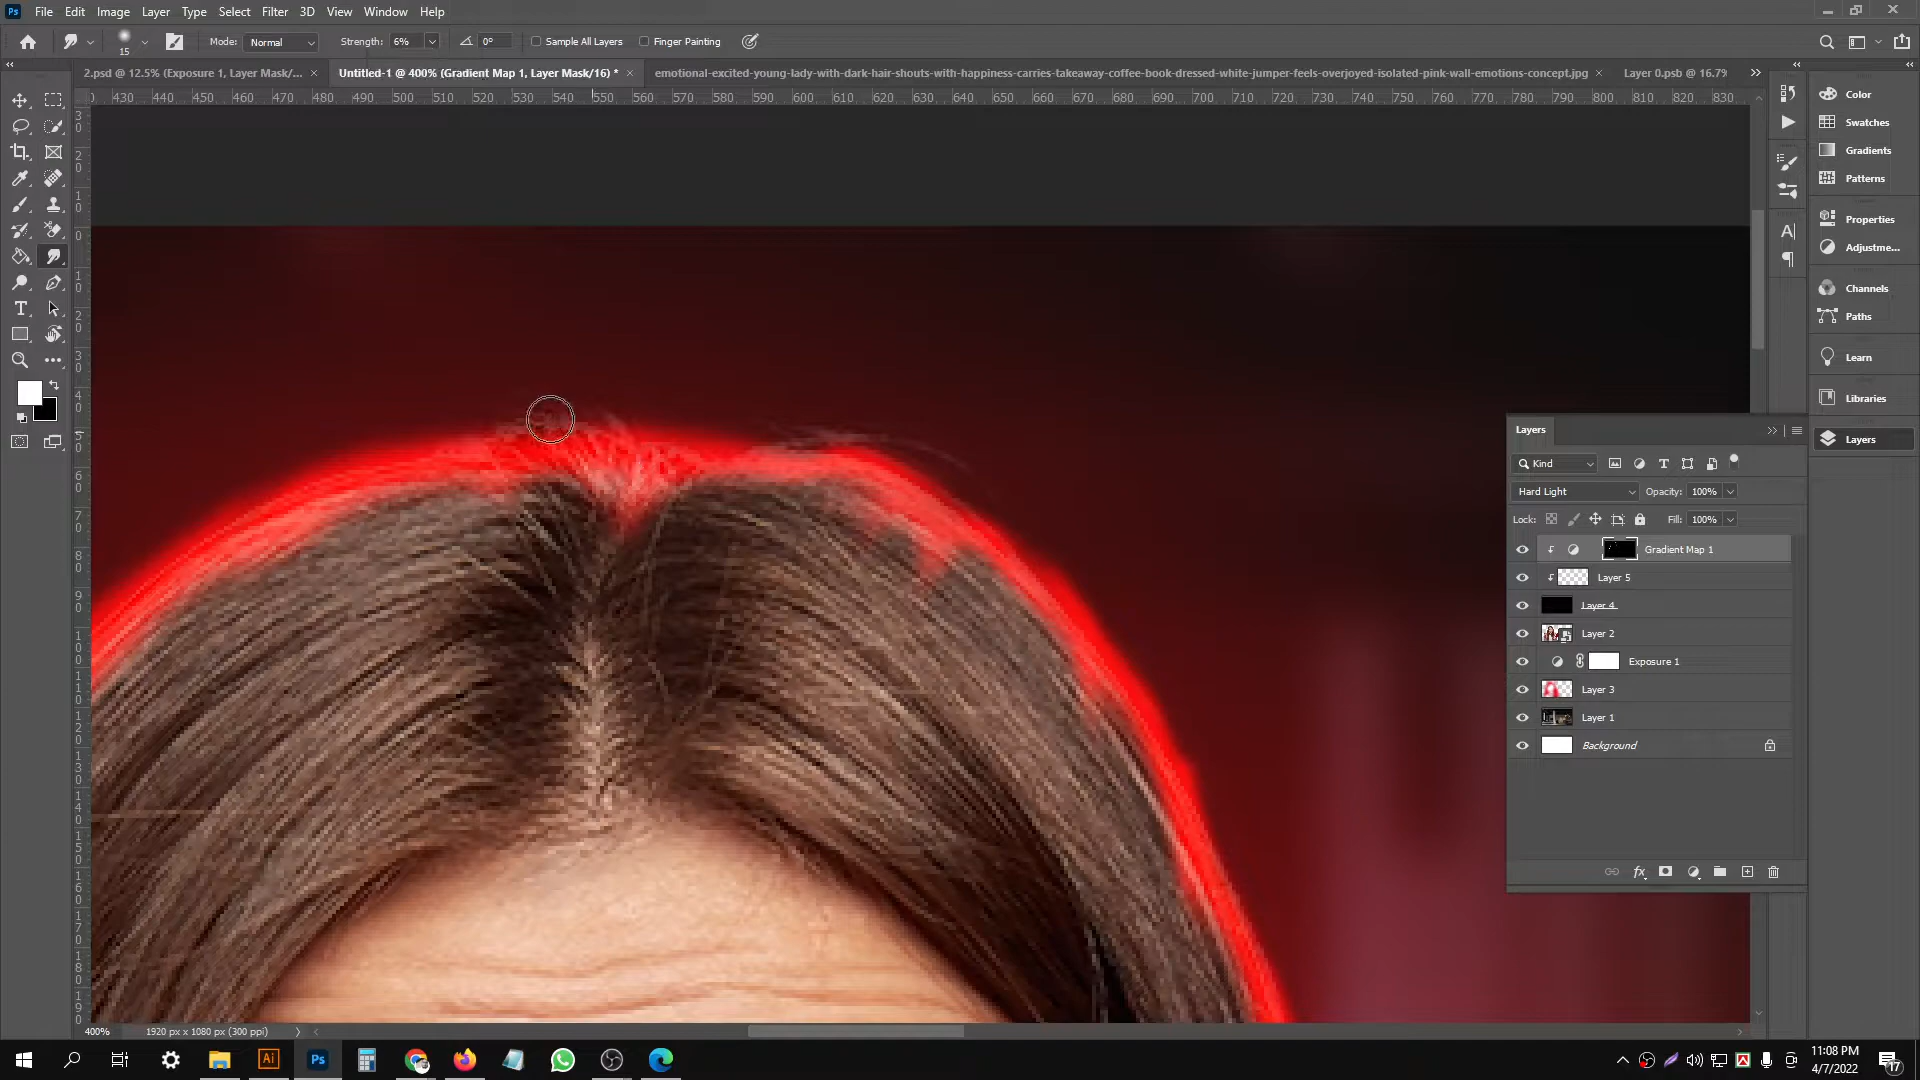 Ps File Edit Image Layer Type Select Filter 3D View Window Help
15 Mode: Normal Strength: 6% 0° Sample All Layers Finger Painting
2.psd @ 12.5% (Exposure 1, Layer Mask/... Untitled-1 @ 400% (Gradient Map 1, Layer Mask/16) * emotional-excited-young-lady-with-dark-hair-shouts-with-happiness-carries-takeaway-coffee-book-dressed-white-jumper-feels-overjoyed-isolated-pink-wall-emotions-concept.jpg Layer 0.psb @ 16.7%
430 440 450 460 470 480 490 500 510 520 530 540 550 560 570 580 590 600 610 620 630 640 650 660 670 680 690 700 710 720 730 740 750 760 770 780 790 800 810 820 830
Color
Swatches
Gradients
Patterns
Properties
Adjustme...
Channels
Paths
Learn
Libraries
Layers
Layers
Kind
Hard Light Opacity: 100%
Lock: Fill: 100%
Gradient Map 1
Layer 5
Layer 4
Layer 2
Exposure 1
Layer 3
Layer 1
Background
fx
400% 1920 px x 1080 px (300 ppi)
Ai Ps
11:08 PM
4/7/2022
17